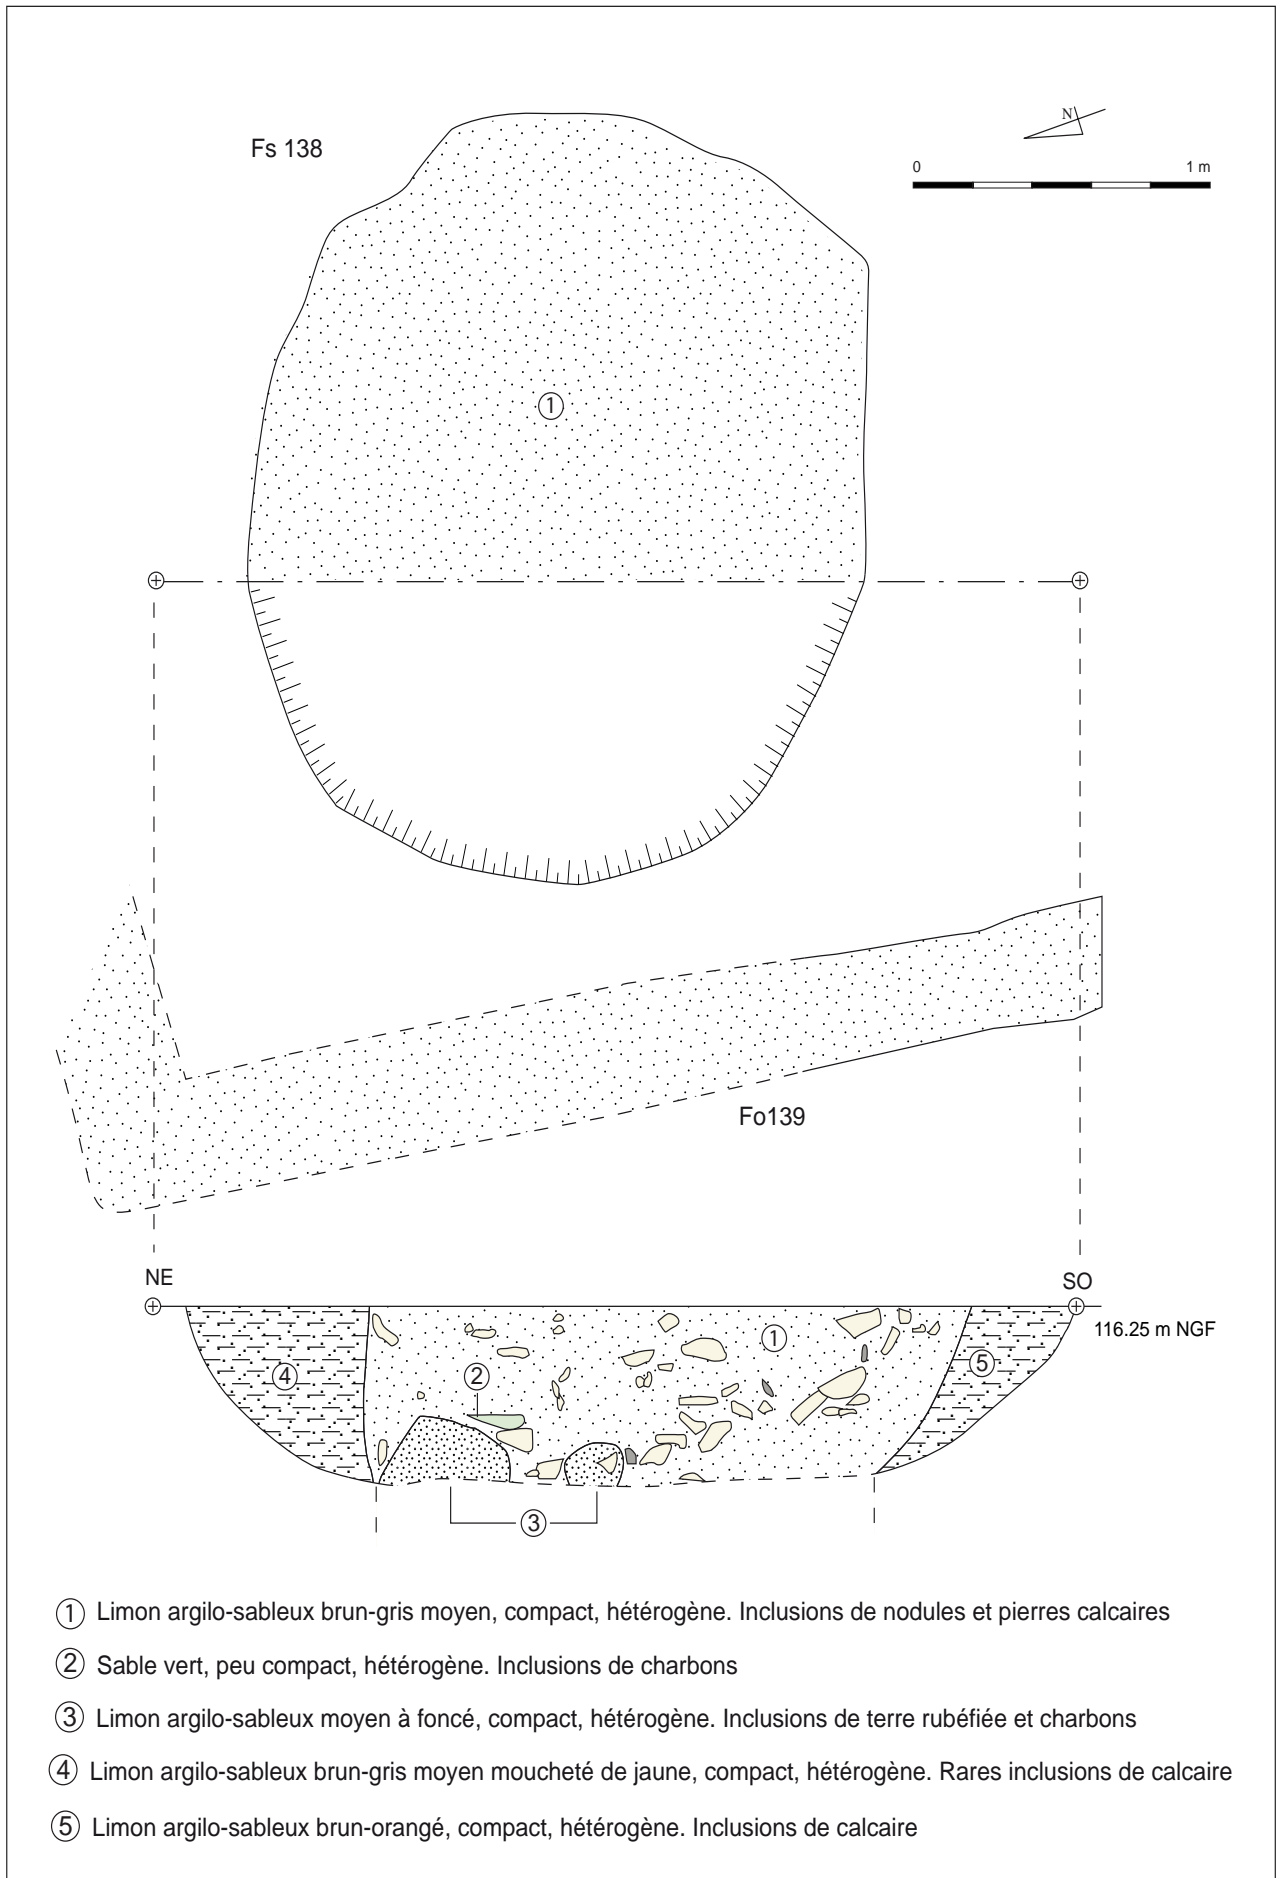 Fs 138
N
0 1 m
①
Fo139
NE
SO
116.25 m NGF
①
②
④
⑤
③
① Limon argilo-sableux brun-gris moyen, compact, hétérogène. Inclusions de nodules et pierres calcaires
② Sable vert, peu compact, hétérogène. Inclusions de charbons
③ Limon argilo-sableux moyen à foncé, compact, hétérogène. Inclusions de terre rubéfiée et charbons
④ Limon argilo-sableux brun-gris moyen moucheté de jaune, compact, hétérogène. Rares inclusions de calcaire
⑤ Limon argilo-sableux brun-orangé, compact, hétérogène. Inclusions de calcaire